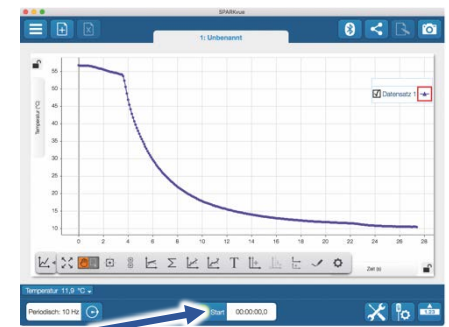 SPARKvue
1: Unbenannt
Temperatur (°C)
55
50
45
40
35
30
25
20
15
10
0 2 4 6 8 10 12 14 16 18 20 22 24 26 28
Datensatz 1
Σ T
Zeit (s)
Temperatur 11,9 °C
Periodisch: 10 Hz
Start 00:00:00,0
1.23